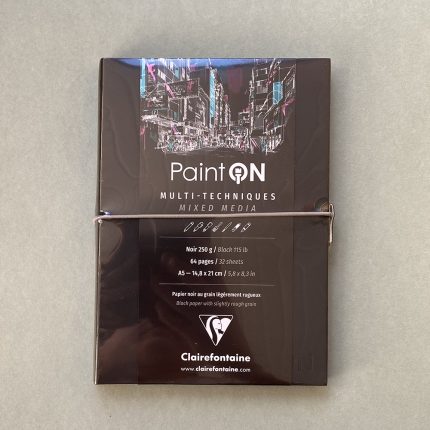 Paint ON
MULTI-TECHNIQUES
MIXED MEDIA
Noir 250 g / Black 115 lb
64 pages / 32 sheets
A5 — 14,8 x 21 cm / 5,8 x 8,3 in
Papier noir au grain légèrement rugueux
Black paper with slightly rough grain
Clairefontaine
www.clairefontaine.com